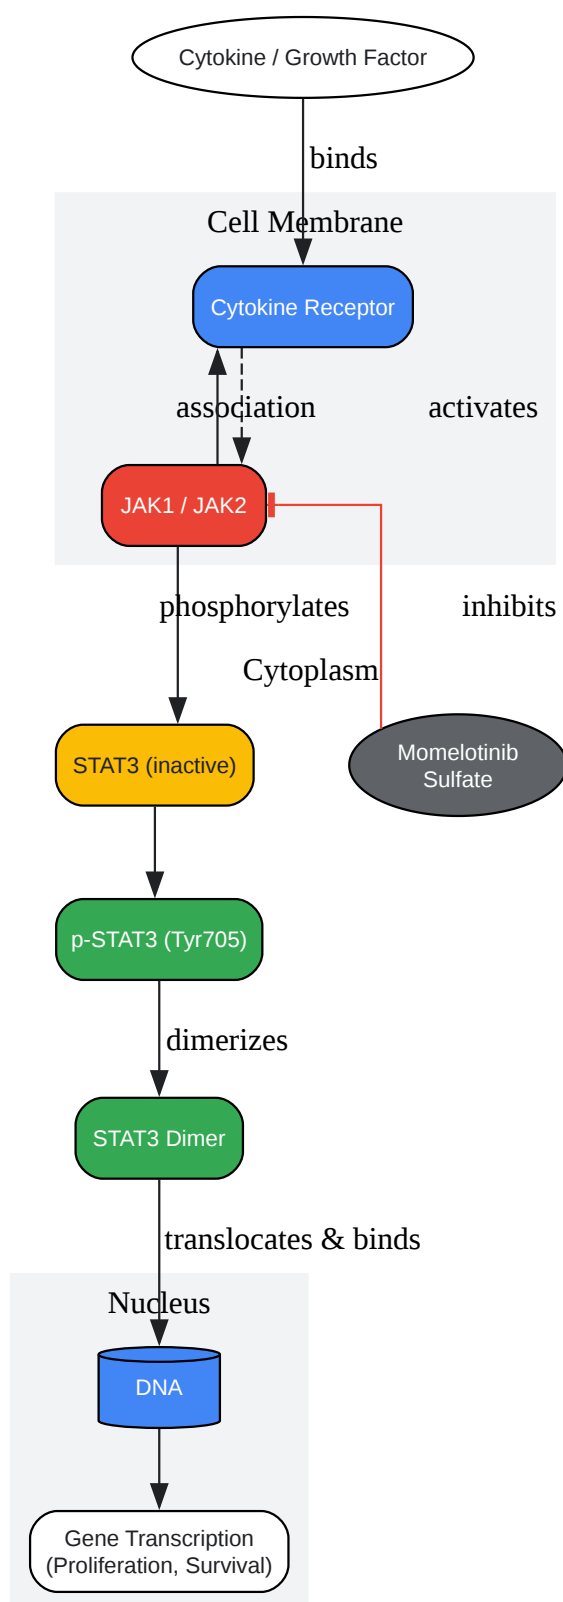 Cytokine / Growth Factor
binds
Cell Membrane
Cytokine Receptor
association
activates
JAK1 / JAK2
phosphorylates
inhibits
Cytoplasm
STAT3 (inactive)
Momelotinib
Sulfate
p-STAT3 (Tyr705)
dimerizes
STAT3 Dimer
translocates & binds
Nucleus
DNA
Gene Transcription
(Proliferation, Survival)